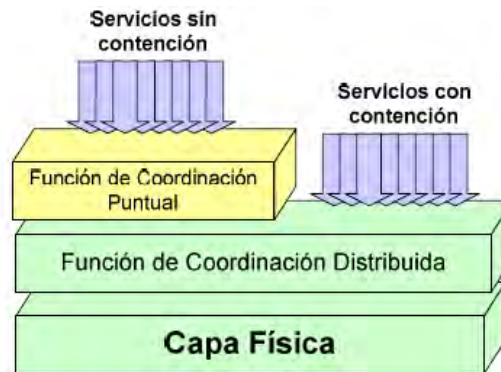 Servicios sin
contención
Servicios con
contención
Función de Coordinación
Puntual
Función de Coordinación Distribuida
Capa Física